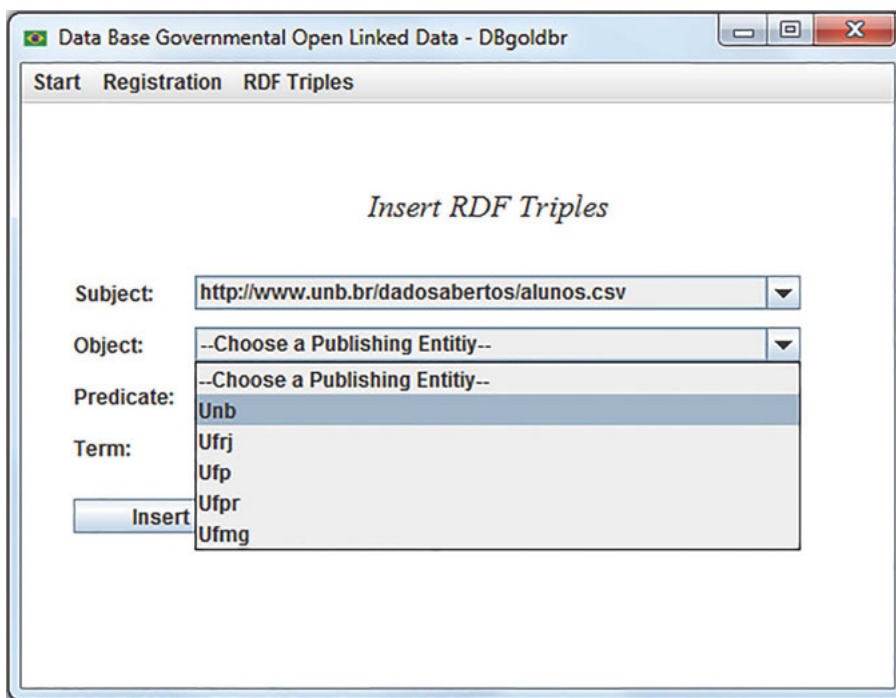 Data Base Governmental Open Linked Data - DBgoldbr
Start Registration RDF Triples
Insert RDF Triples
Subject: http://www.unb.br/dadosabertos/alunos.csv
Object: --Choose a Publishing Entitiy--
--Choose a Publishing Entitiy--
Predicate:
Unb
Term:
Ufrj
Ufp
Ufpr
Insert
Ufmg